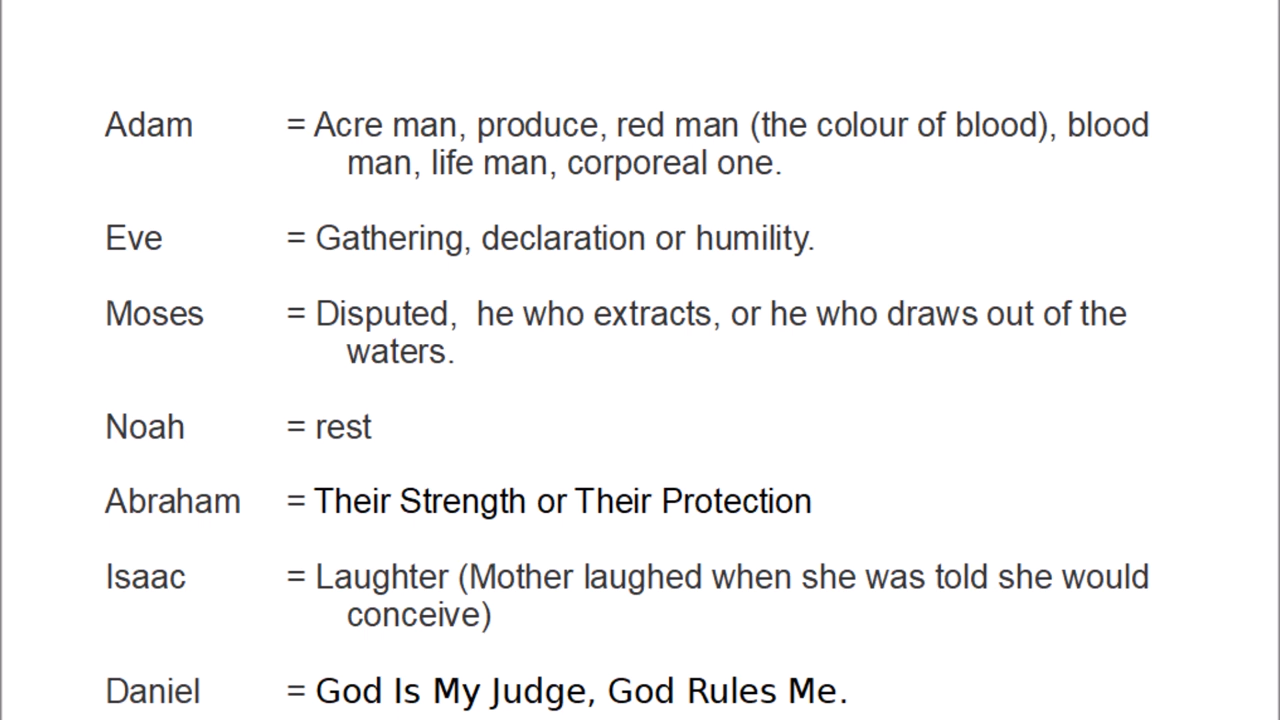 Adam = Acre man, produce, red man (the colour of blood), blood
man, life man, corporeal one.
Eve = Gathering, declaration or humility.
Moses = Disputed,  he who extracts, or he who draws out of the
waters.
Noah = rest
Abraham = Their Strength or Their Protection
Isaac = Laughter (Mother laughed when she was told she would
conceive)
Daniel = God Is My Judge, God Rules Me.